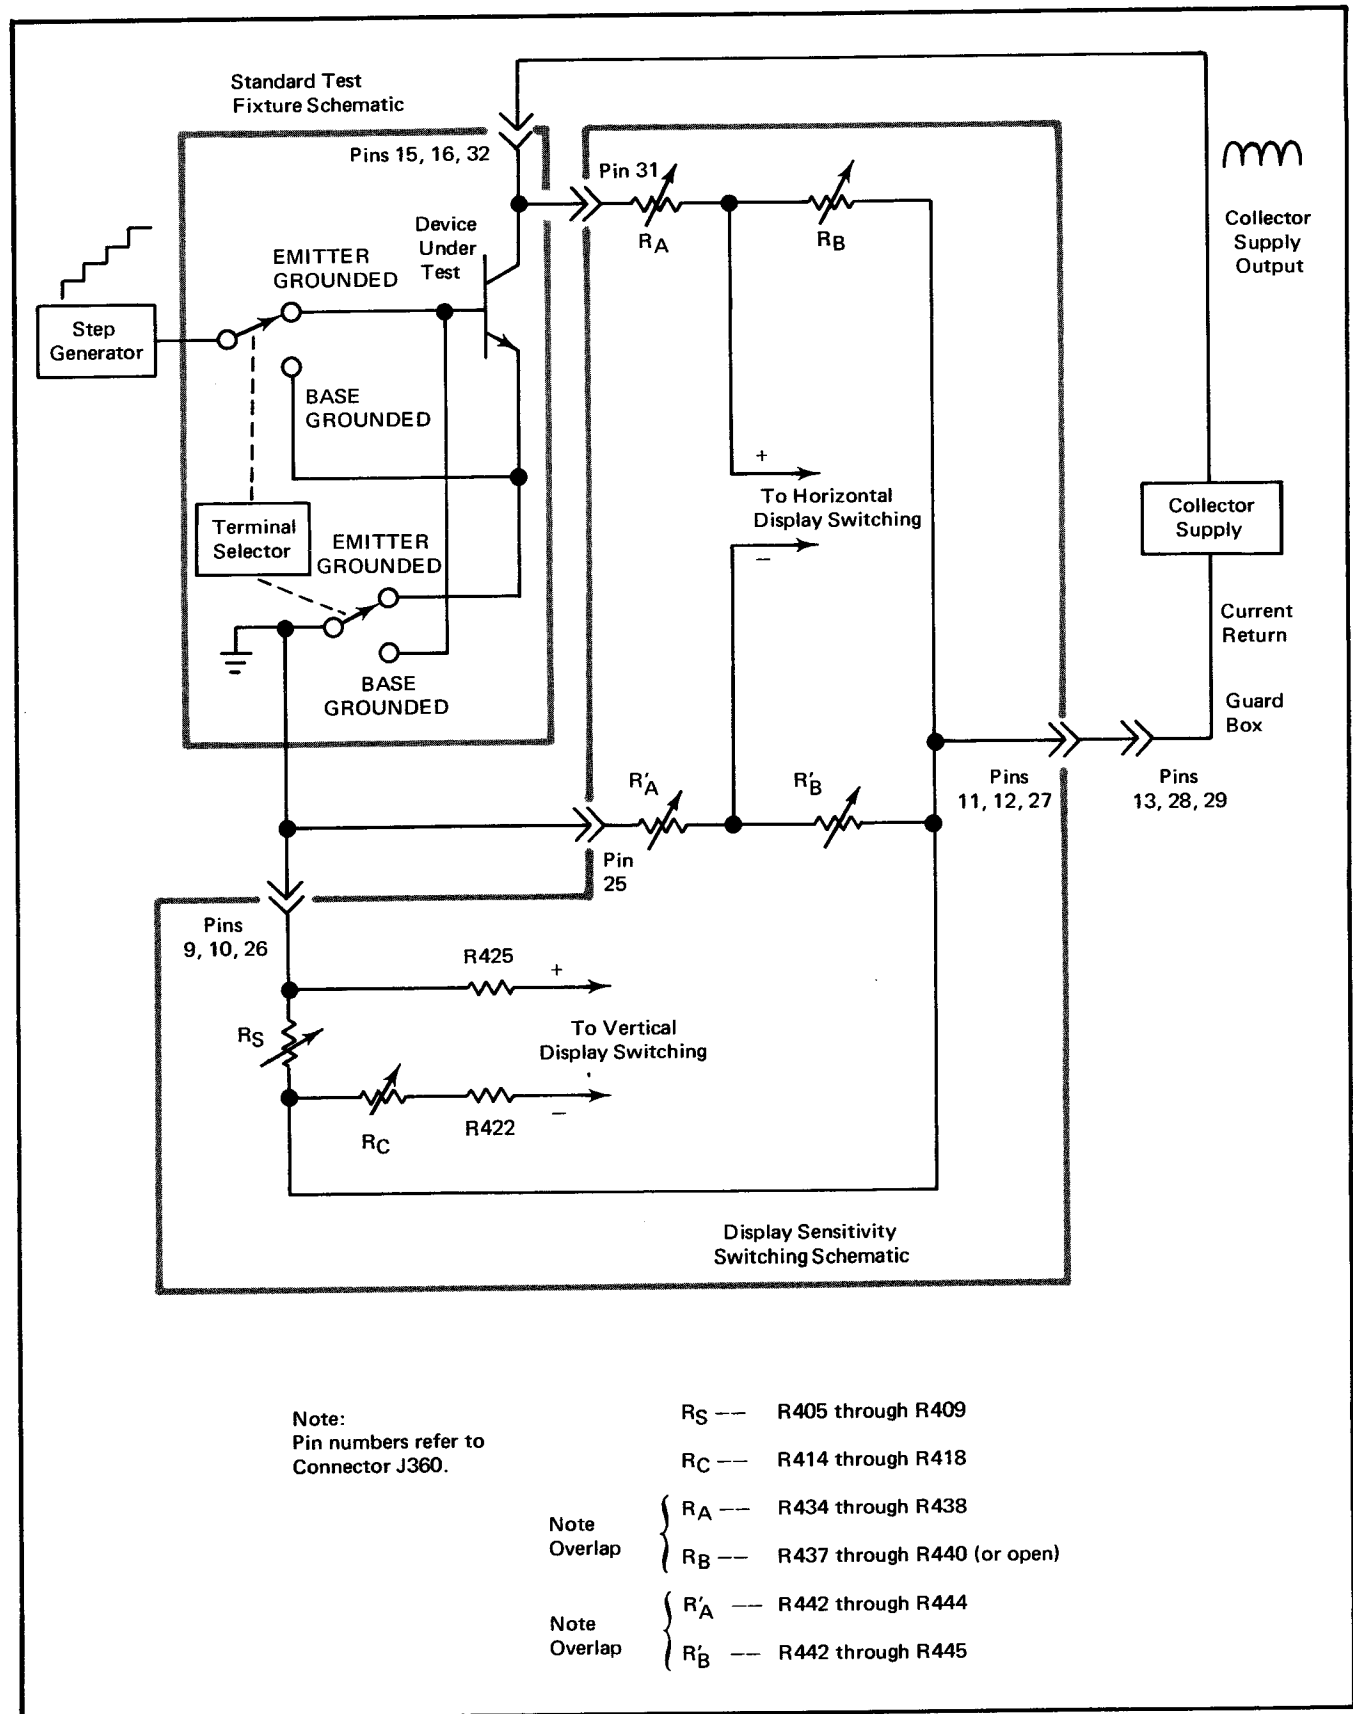 Standard Test
Fixture Schematic
Pins 15, 16, 32
Pin 31
RA
RB
Collector
Supply
Output
Device
Under
Test
EMITTER
GROUNDED
Step
Generator
BASE
GROUNDED
+
To Horizontal
Display Switching
—
Terminal
Selector
EMITTER
GROUNDED
Collector
Supply
BASE
GROUNDED
Current
Return
Guard
Box
Pins
11, 12, 27
Pins
13, 28, 29
R'A
R'B
Pin
25
Pins
9, 10, 26
R425
+
RS
To Vertical
Display Switching
—
RC
R422
Display Sensitivity
Switching Schematic
Note:
Pin numbers refer to
Connector J360.
RS —— R405 through R409
RC —— R414 through R418
Note
Overlap
RA —— R434 through R438
RB —— R437 through R440 (or open)
Note
Overlap
R'A —— R442 through R444
R'B —— R442 through R445